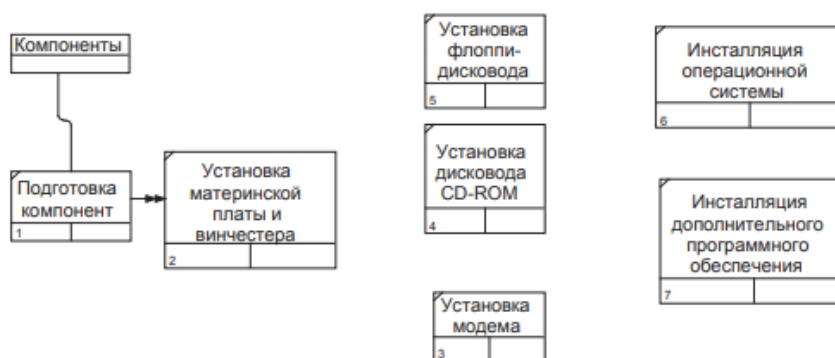 Компоненты
Подготовка
компонент
1
Установка
материнской
платы и
винчестера
2
Установка
флоппи-
дисковода
5
Установка
дисковода
CD-ROM
4
Установка
модема
3
Инсталляция
операционной
системы
6
Инсталляция
дополнительного
программного
обеспечения
7